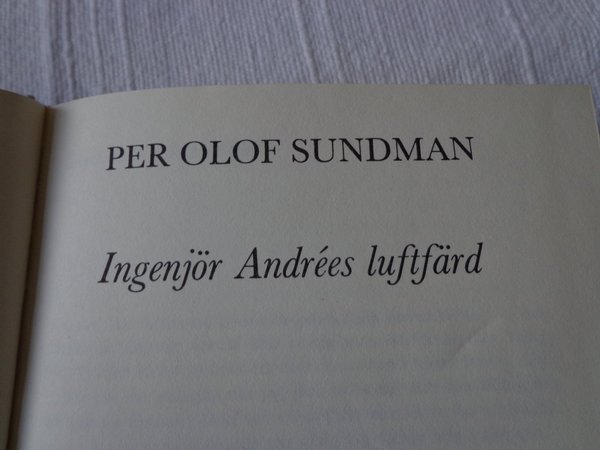 PER OLOF SUNDMAN
Ingenjör Andrées luftfärd